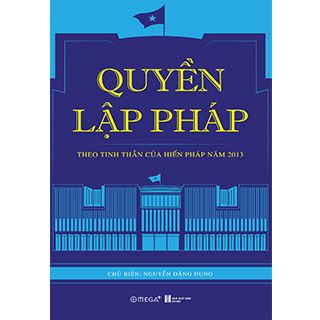 QUYỀN
LẬP PHÁP
THEO TINH THẦN CỦA HIẾN PHÁP NĂM 2013
CHỦ BIÊN: NGUYỄN ĐĂNG DUNG
OMEGA+